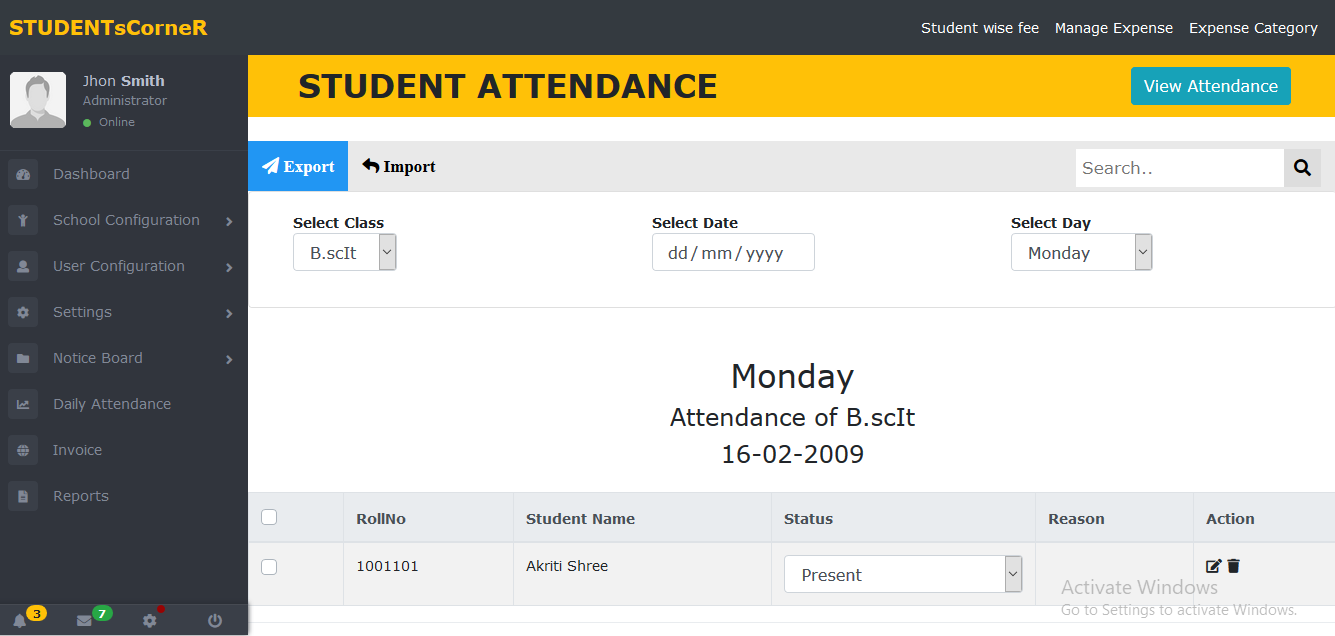 STUDENTsCorneR
Student wise fee Manage Expense Expense Category
Jhon Smith
Administrator
Online
Dashboard
School Configuration
User Configuration
Settings
Notice Board
Daily Attendance
Invoice
Reports
3 7
STUDENT ATTENDANCE View Attendance
Export Import Search..
Select Class Select Date Select Day
B.scIt dd/mm/yyyy Monday
Monday
Attendance of B.scIt
16-02-2009
RollNo Student Name Status Reason Action
1001101 Akriti Shree Present
Activate Windows
Go to Settings to activate Windows.